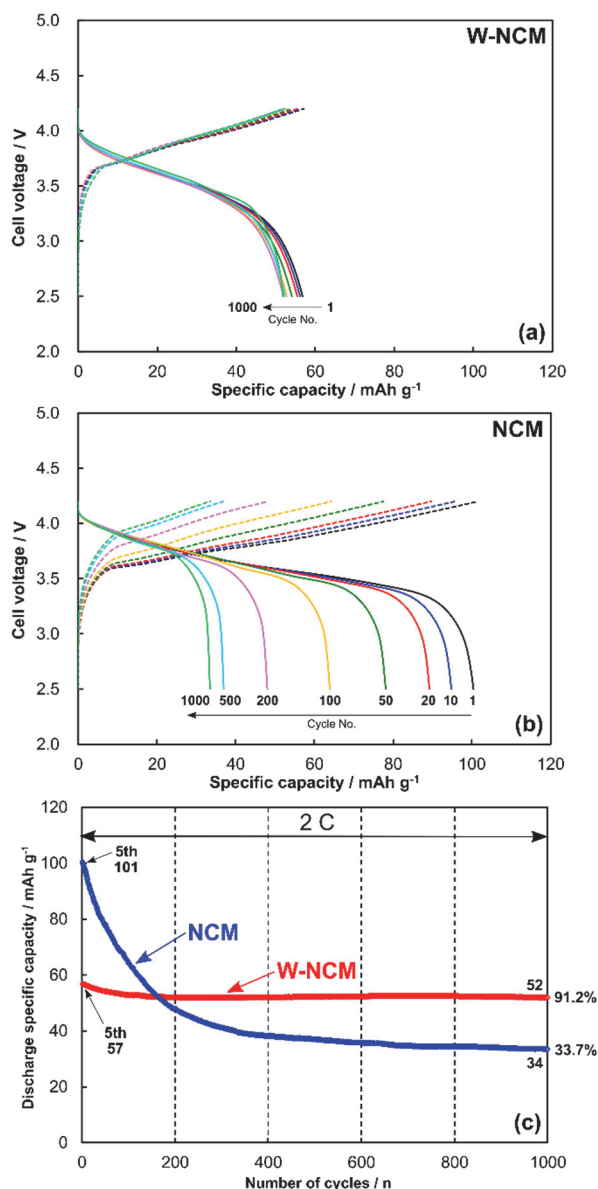 W-NCM
5.0
4.5
4.0
3.5
3.0
2.5
2.0
Cell voltage / V
1000 1
Cycle No.
(a)
0 20 40 60 80 100 120
Specific capacity / mAh g-1
NCM
5.0
4.5
4.0
3.5
3.0
2.5
2.0
Cell voltage / V
1000 500 200 100 50 20 10 1
Cycle No.
(b)
0 20 40 60 80 100 120
Specific capacity / mAh g-1
120
100
80
60
40
20
0
Discharge specific capacity / mAh g-1
2 C
5th
101
NCM
W-NCM
52
91.2%
5th
57
33.7%
34
(c)
0 200 400 600 800 1000
Number of cycles / n